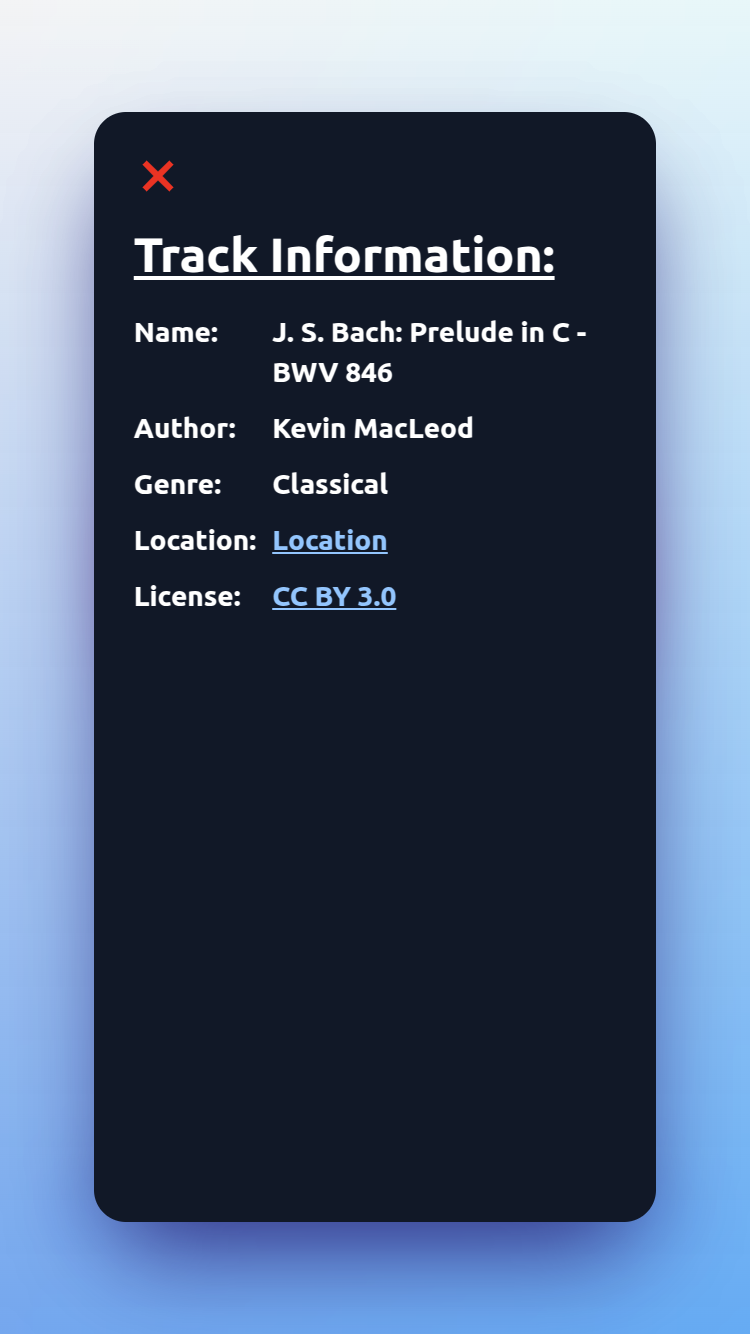 Track Information:
Name: J. S. Bach: Prelude in C -
BWV 846
Author: Kevin MacLeod
Genre: Classical
Location: Location
License: CC BY 3.0